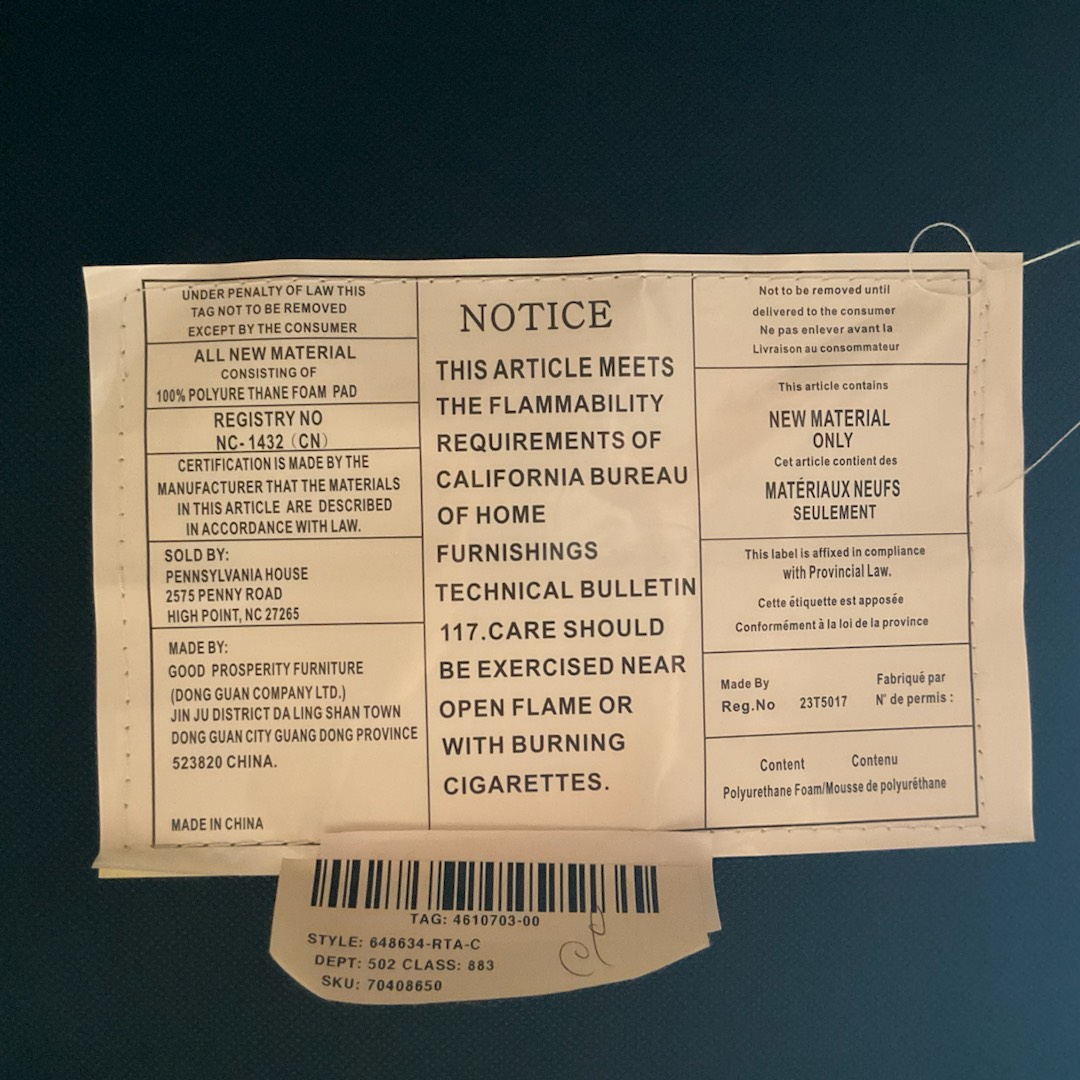 UNDER PENALTY OF LAW THIS
TAG NOT TO BE REMOVED
EXCEPT BY THE CONSUMER
ALL NEW MATERIAL
CONSISTING OF
100% POLYURE THANE FOAM PAD
REGISTRY NO
NC-1432 (CN)
CERTIFICATION IS MADE BY THE
MANUFACTURER THAT THE MATERIALS
IN THIS ARTICLE ARE DESCRIBED
IN ACCORDANCE WITH LAW.
SOLD BY:
PENNSYLVANIA HOUSE
2575 PENNY ROAD
HIGH POINT, NC 27265
MADE BY:
GOOD PROSPERITY FURNITURE
(DONG GUAN COMPANY LTD.)
JIN JU DISTRICT DA LING SHAN TOWN
DONG GUAN CITY GUANG DONG PROVINCE
523820 CHINA.
MADE IN CHINA
NOTICE
THIS ARTICLE MEETS
THE FLAMMABILITY
REQUIREMENTS OF
CALIFORNIA BUREAU
OF HOME
FURNISHINGS
TECHNICAL BULLETIN
117.CARE SHOULD
BE EXERCISED NEAR
OPEN FLAME OR
WITH BURNING
CIGARETTES.
Not to be removed until
delivered to the consumer
Ne pas enlever avant la
Livraison au consommateur
This article contains
NEW MATERIAL
ONLY
Cet article contient des
MATÉRIAUX NEUFS
SEULEMENT
This label is affixed in compliance
with Provincial Law.
Cette étiquette est apposée
Conformément à la loi de la province
Made By Fabriqué par
Reg.No 23T5017 N° de permis :
Content Contenu
Polyurethane Foam/Mousse de polyuréthane
TAG: 4610703-00
STYLE: 648634-RTA-C
DEPT: 502 CLASS: 883
SKU: 70408650